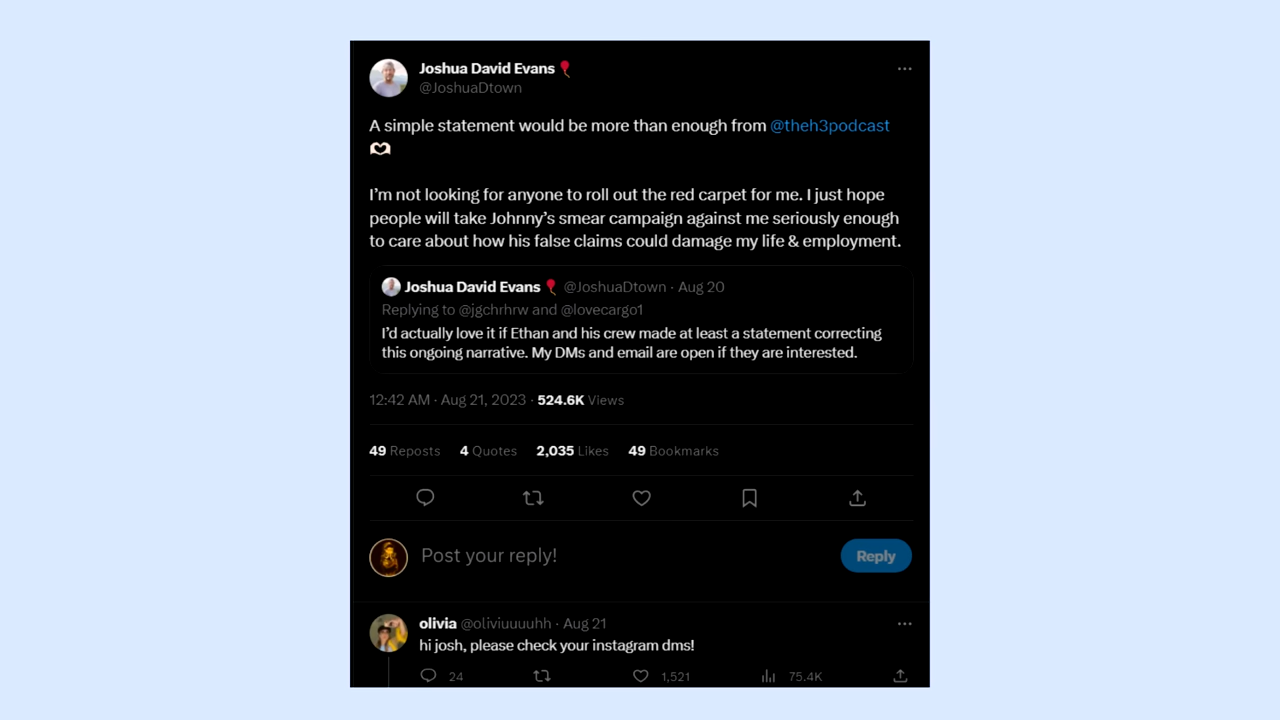 Joshua David Evans🎈
@JoshuaDtown
A simple statement would be more than enough from @theh3podcast
🫶
I’m not looking for anyone to roll out the red carpet for me. I just hope
people will take Johnny’s smear campaign against me seriously enough
to care about how his false claims could damage my life & employment.
Joshua David Evans🎈 @JoshuaDtown · Aug 20
Replying to @jgchrhrw and @lovecargo1
I’d actually love it if Ethan and his crew made at least a statement correcting
this ongoing narrative. My DMs and email are open if they are interested.
12:42 AM · Aug 21, 2023 · 524.6K Views
49 Reposts 4 Quotes 2,035 Likes 49 Bookmarks
Post your reply! Reply
olivia @oliviuuuuhh · Aug 21
hi josh, please check your instagram dms!
24 1,521 75.4K